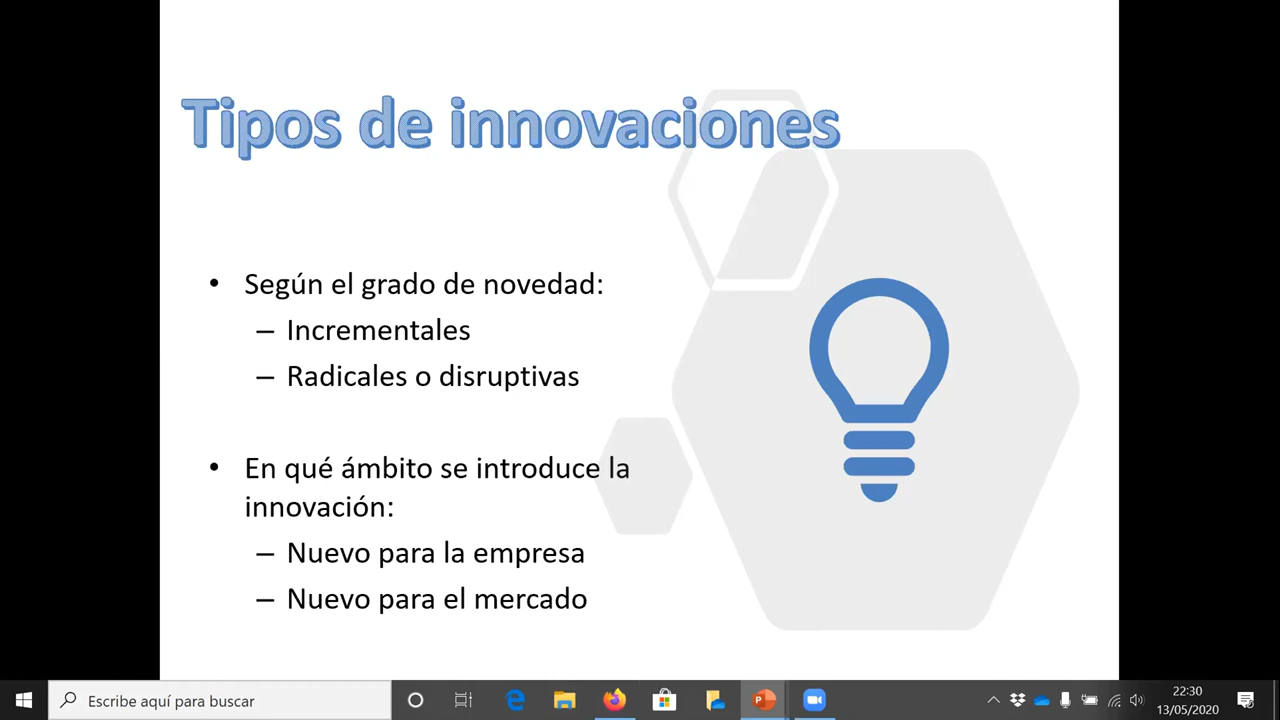 Tipos de innovaciones
• Según el grado de novedad:
– Incrementales
– Radicales o disruptivas
• En qué ámbito se introduce la
innovación:
– Nuevo para la empresa
– Nuevo para el mercado
Escribe aquí para buscar
22:30
13/05/2020